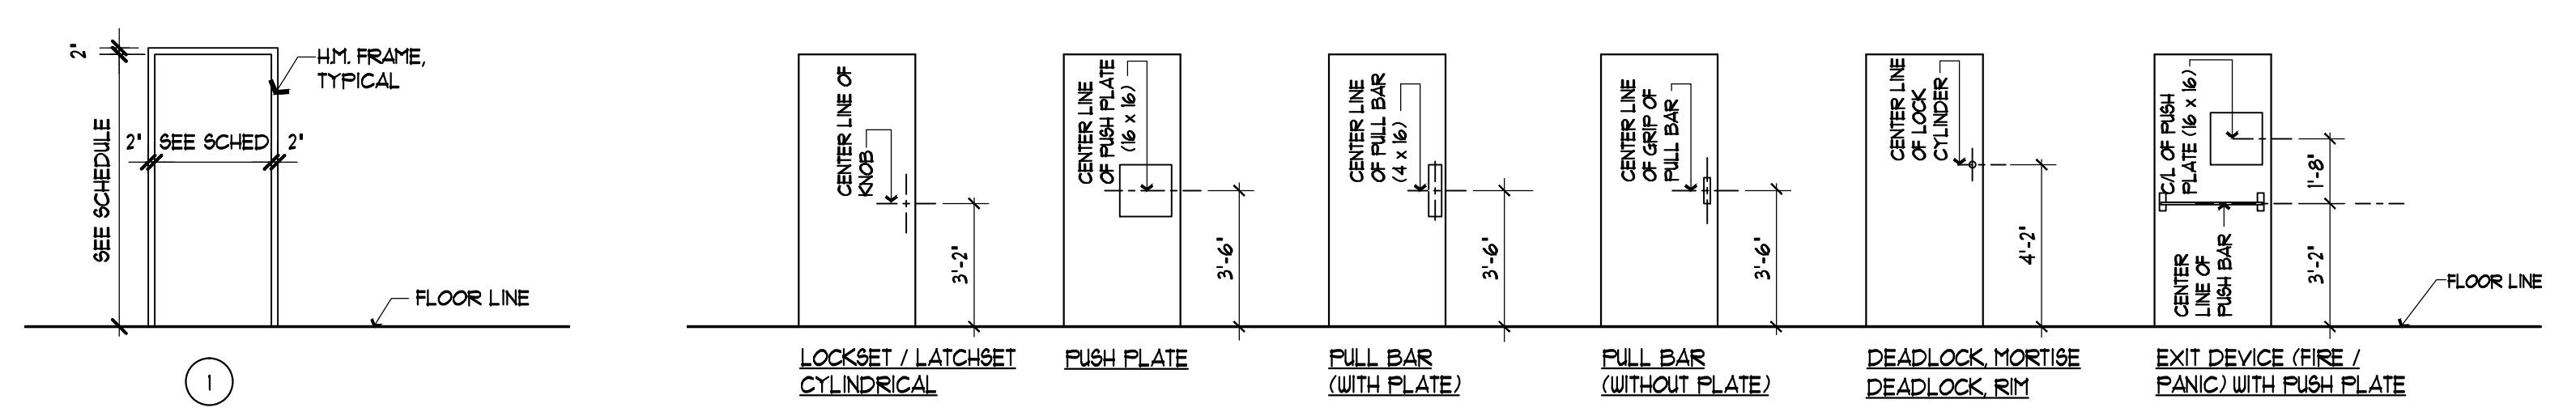 2"
H.M. FRAME,
TYPICAL
SEE SCHEDULE
2" SEE SCHED 2"
FLOOR LINE
1
CENTER LINE OF
KNOB
3'-2"
LOCKSET / LATCHSET
CYLINDRICAL
CENTER LINE
OF PUSH PLATE
(16 x 16)
3'-6"
PUSH PLATE
CENTER LINE
OF PULL BAR
(4 x 16)
3'-6"
PULL BAR
(WITH PLATE)
CENTER LINE
OF GRIP OF
PULL BAR
3'-6"
PULL BAR
(WITHOUT PLATE)
CENTER LINE
OF LOCK
CYLINDER
4'-2"
DEADLOCK, MORTISE
DEADLOCK, RIM
C/L OF PUSH
PLATE (16 x 16)
1'-8"
CENTER
LINE OF
PUSH BAR
3'-2"
FLOOR LINE
EXIT DEVICE (FIRE /
PANIC) WITH PUSH PLATE